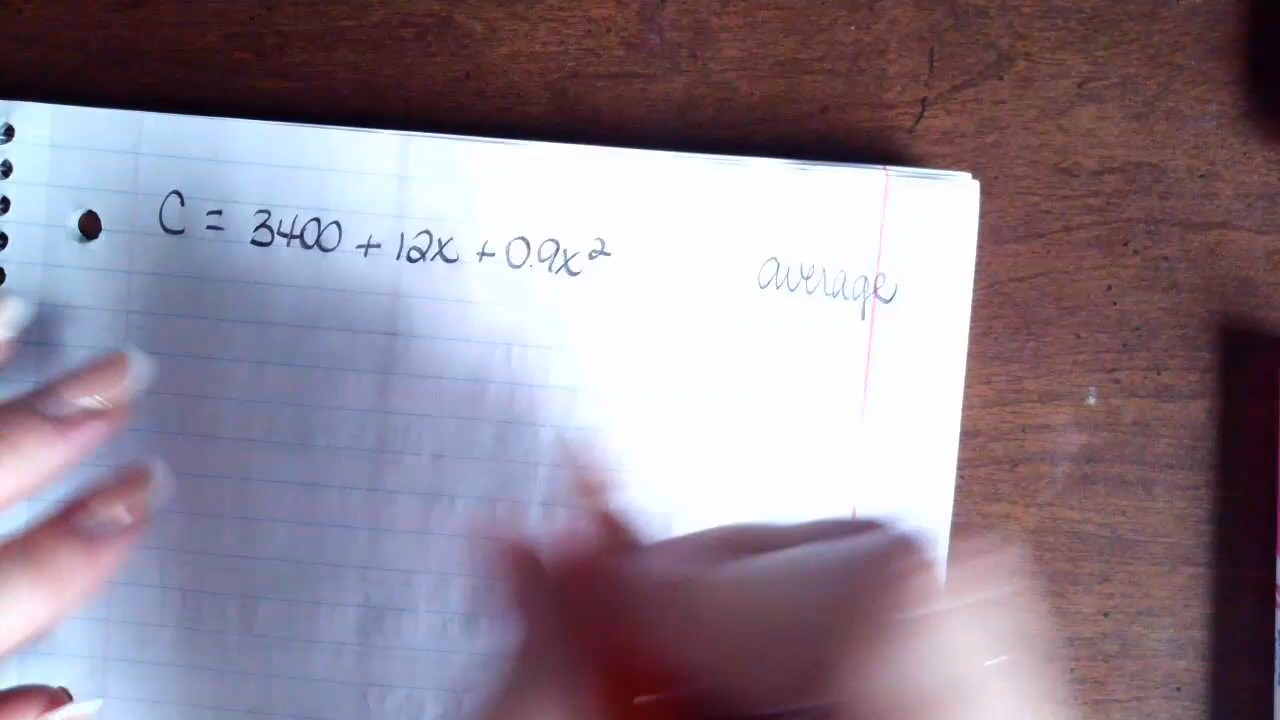 C = 3400 + 12x + 0.9x²
average